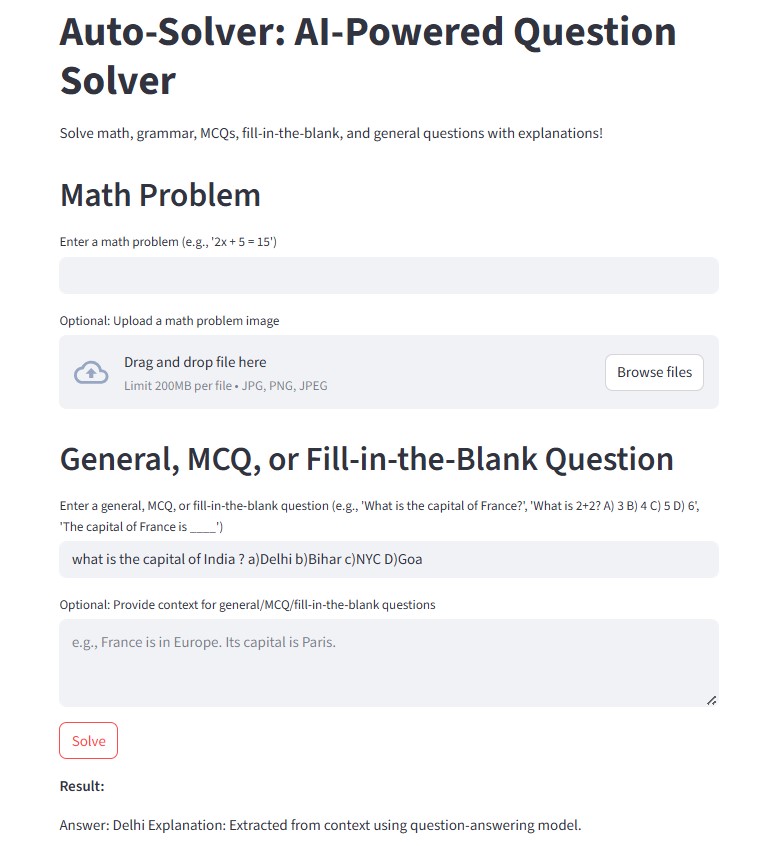 Auto-Solver: AI-Powered Question
Solver
Solve math, grammar, MCQs, fill-in-the-blank, and general questions with explanations!
Math Problem
Enter a math problem (e.g., '2x + 5 = 15')
Optional: Upload a math problem image
Drag and drop file here
Limit 200MB per file • JPG, PNG, JPEG
Browse files
General, MCQ, or Fill-in-the-Blank Question
Enter a general, MCQ, or fill-in-the-blank question (e.g., 'What is the capital of France?', 'What is 2+2? A) 3 B) 4 C) 5 D) 6',
'The capital of France is ____')
what is the capital of India ? a)Delhi b)Bihar c)NYC D)Goa
Optional: Provide context for general/MCQ/fill-in-the-blank questions
e.g., France is in Europe. Its capital is Paris.
Solve
Result:
Answer: Delhi Explanation: Extracted from context using question-answering model.